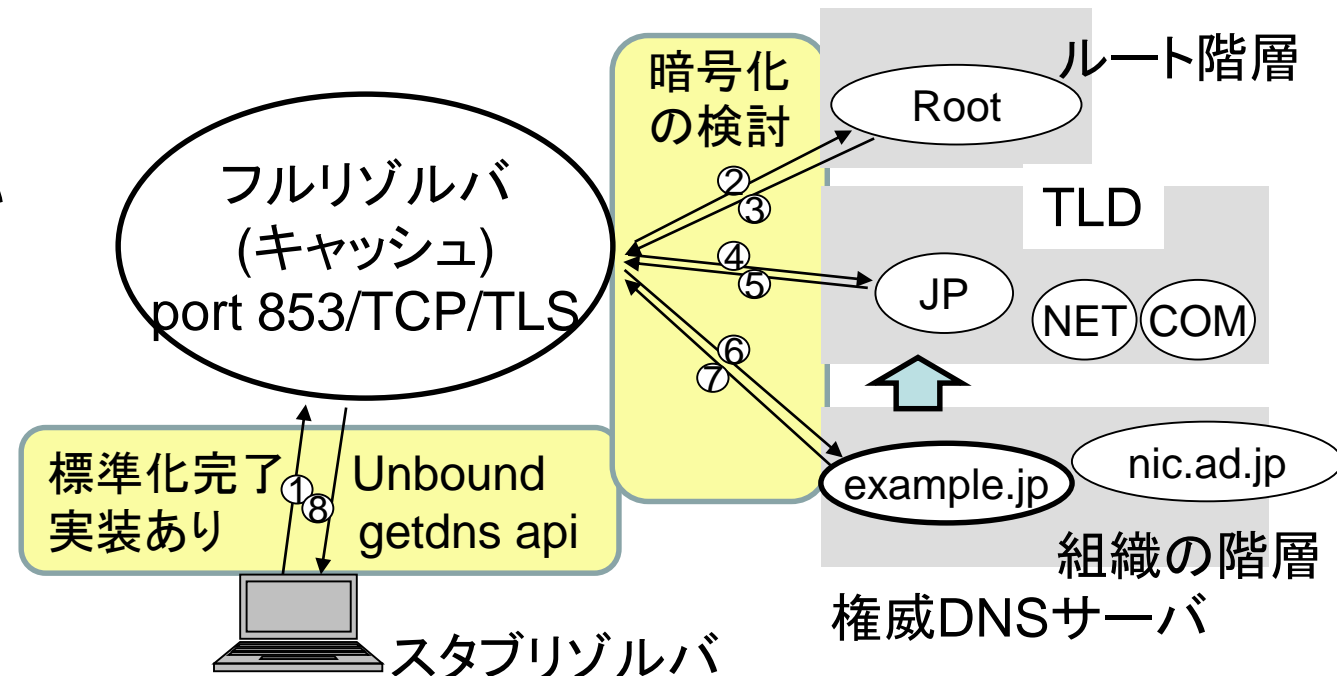 フルリゾルバ
(キャッシュ)
port 853/TCP/TLS
暗号化
の検討
ルート階層
Root
②
③
TLD
④
⑤
JP
NET
COM
⑥
⑦
標準化完了
実装あり
①
⑧
Unbound
getdns api
example.jp
nic.ad.jp
組織の階層
権威DNSサーバ
スタブリゾルバ